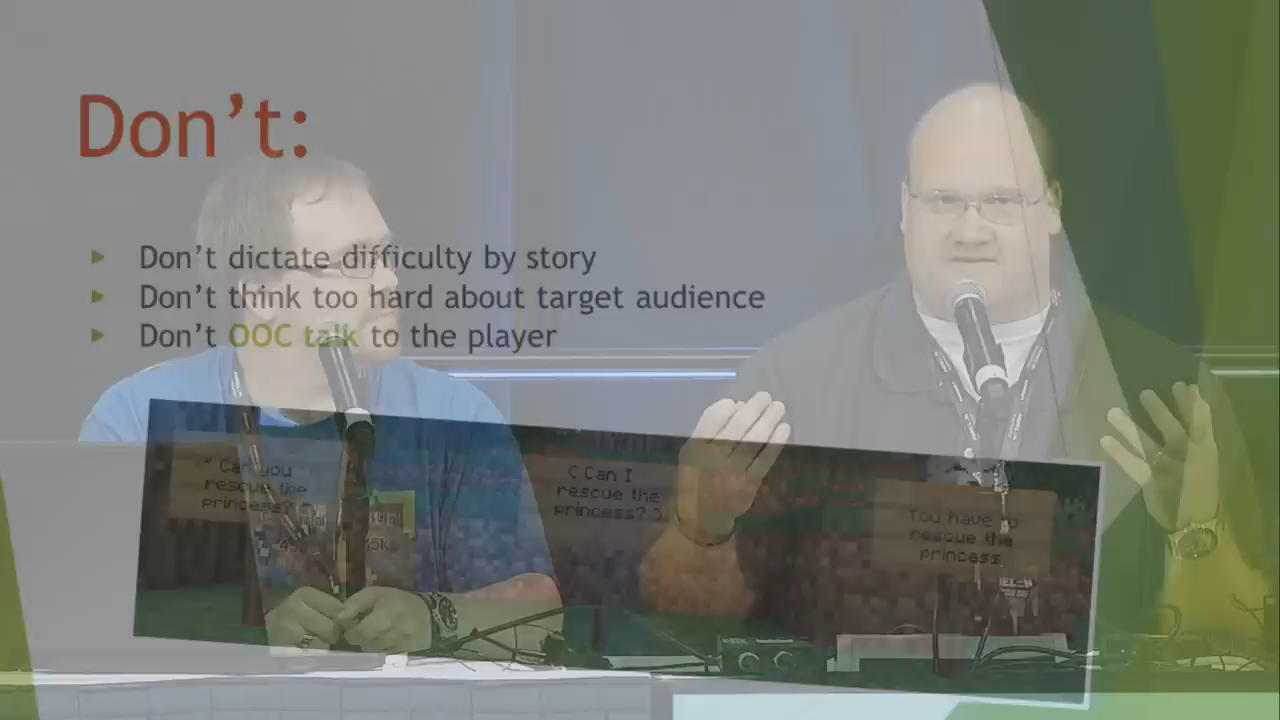 Don't:
Don't dictate difficulty by story
Don't think too hard about target audience
Don't OOC talk to the player
" Can you
rescue the
princess? "
( Can I
rescue the
princess? )
You have to
rescue the
princess.